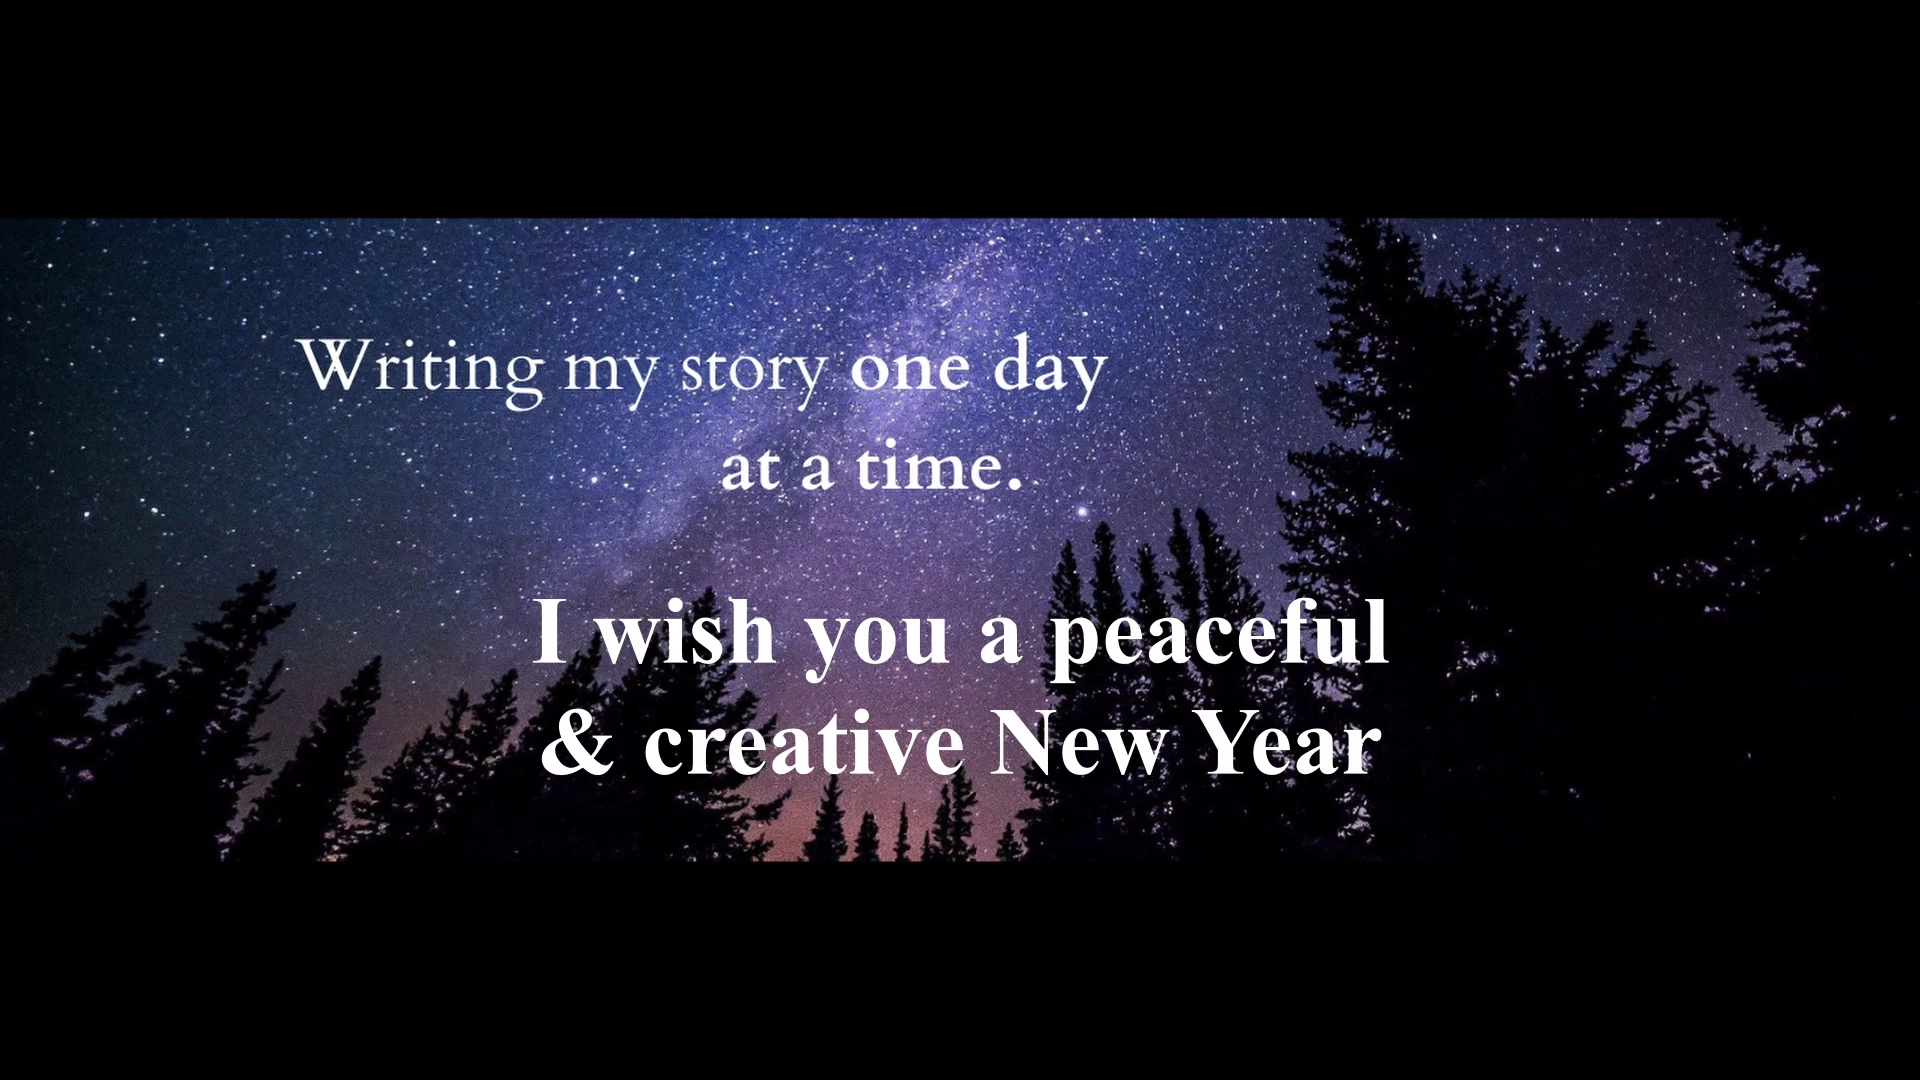 Writing my story one day
at a time.
I wish you a peaceful
& creative New Year